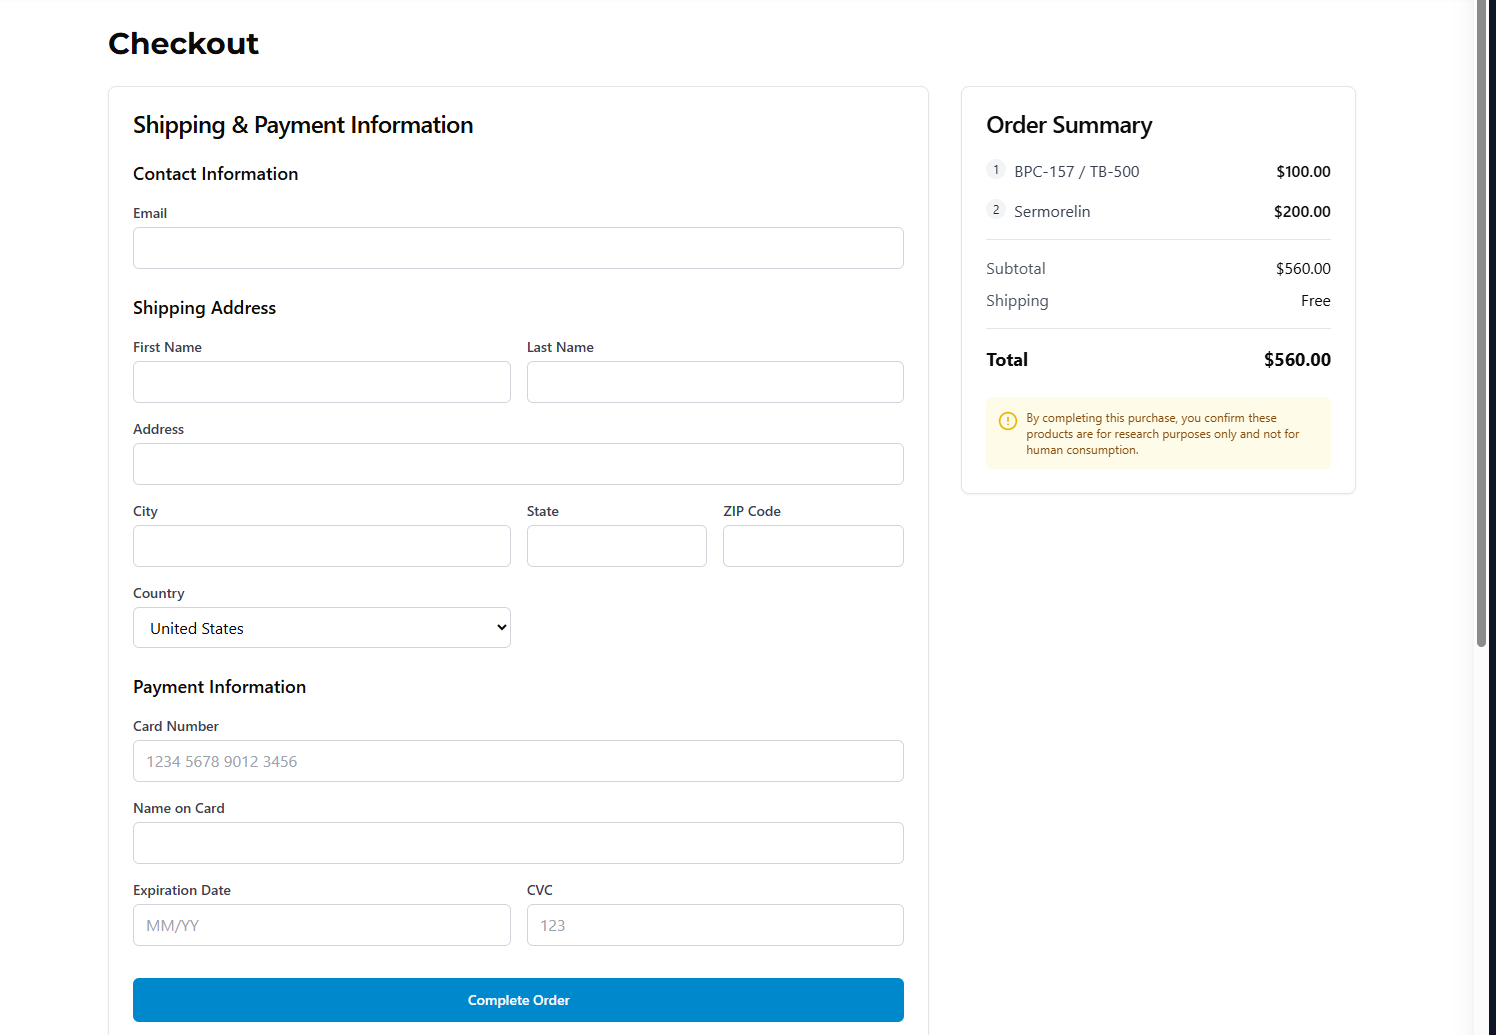 Checkout
Shipping & Payment Information
Contact Information
Email
Shipping Address
First Name Last Name
Address
City State ZIP Code
Country
United States
Payment Information
Card Number
1234 5678 9012 3456
Name on Card
Expiration Date CVC
MM/YY 123
Complete Order
Order Summary
1 BPC-157 / TB-500 $100.00
2 Sermorelin $200.00
Subtotal $560.00
Shipping Free
Total $560.00
By completing this purchase, you confirm these
products are for research purposes only and not for
human consumption.